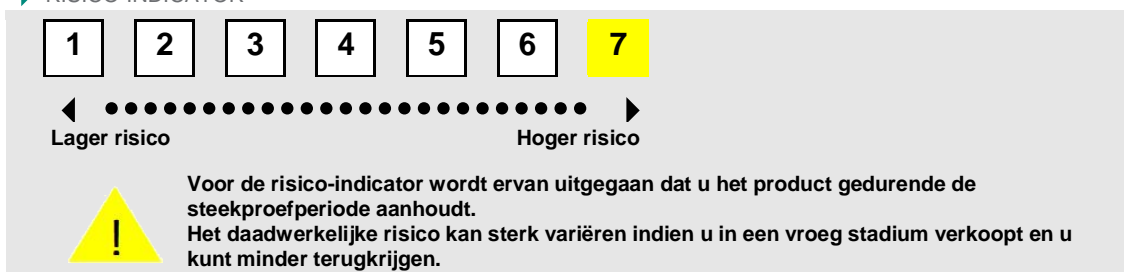 RISICO-INDICATOR
1 2 3 4 5 6 7
Lager risico Hoger risico
Voor de risico-indicator wordt ervan uitgegaan dat u het product gedurende de
steekproefperiode aanhoudt.
Het daadwerkelijke risico kan sterk variëren indien u in een vroeg stadium verkoopt en u
kunt minder terugkrijgen.
!